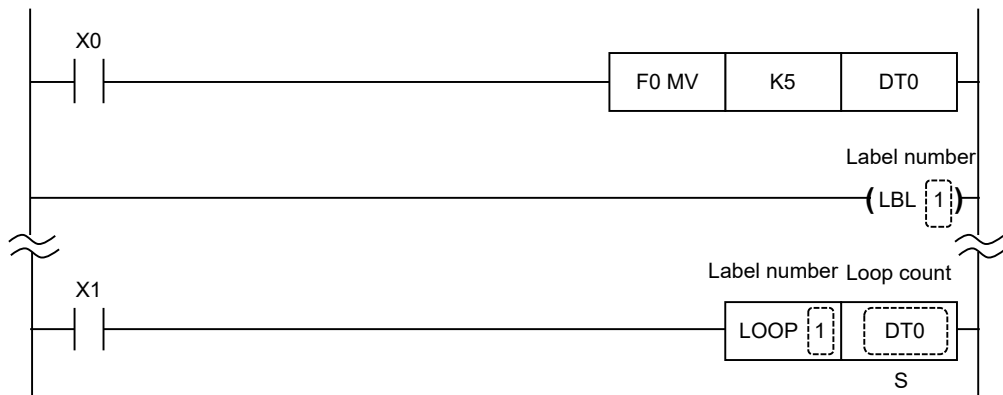 X0
F0 MV K5 DT0
Label number
LBL 1
Label number Loop count
X1
LOOP 1 DT0
S